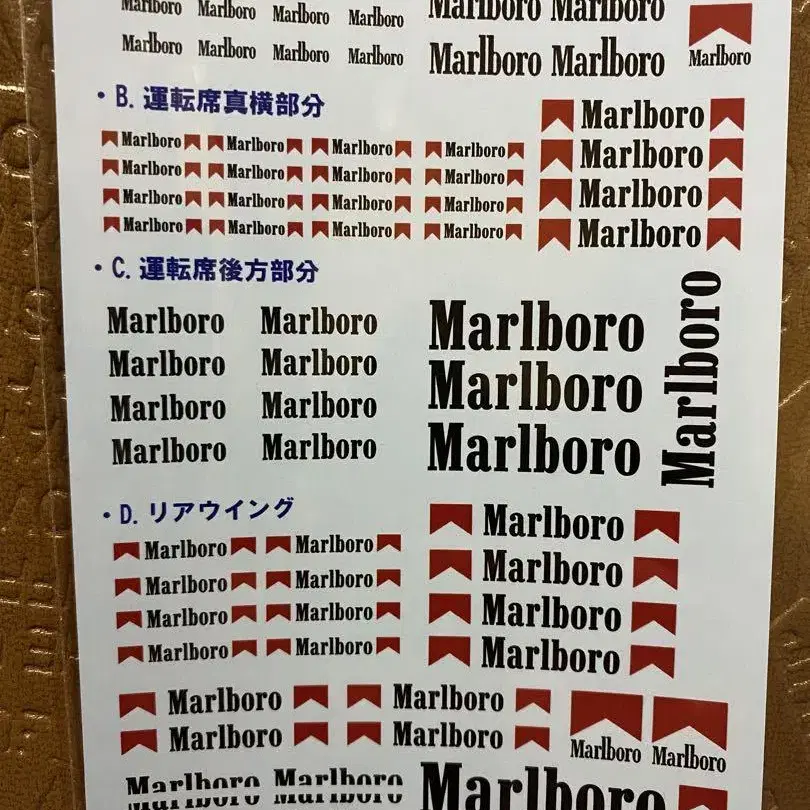 Marlboro Marlboro Marlboro Marlboro Marlboro Marlboro
Marlboro Marlboro Marlboro Marlboro Marlboro Marlboro Marlboro
・B. 運転席真横部分
Marlboro
Marlboro Marlboro Marlboro Marlboro Marlboro
Marlboro Marlboro Marlboro Marlboro
Marlboro Marlboro Marlboro Marlboro Marlboro
Marlboro Marlboro Marlboro Marlboro Marlboro
・C. 運転席後方部分
Marlboro Marlboro Marlboro Marlboro
Marlboro Marlboro Marlboro
Marlboro Marlboro
Marlboro Marlboro Marlboro
・D. リアウイング
Marlboro
Marlboro Marlboro Marlboro
Marlboro Marlboro Marlboro
Marlboro Marlboro Marlboro
Marlboro Marlboro
Marlboro Marlboro
Marlboro Marlboro Marlboro Marlboro
Marlboro Marlboro Marlboro